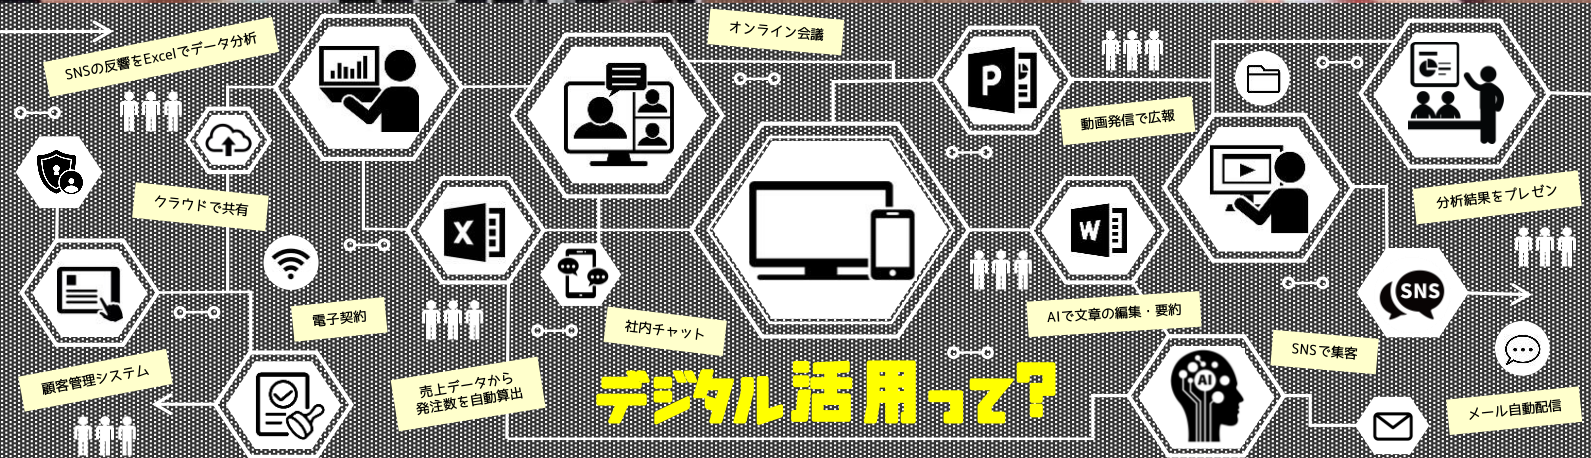 SNSの反響をExcelでデータ分析
オンライン会議
P
動画発信で広報
クラウドで共有
分析結果をプレゼン
X
W
SNS
電子契約
社内チャット
AIで文章の編集・要約
SNSで集客
顧客管理システム
売上データから
発注数を自動算出
デジタル活用って?
AI
メール自動配信